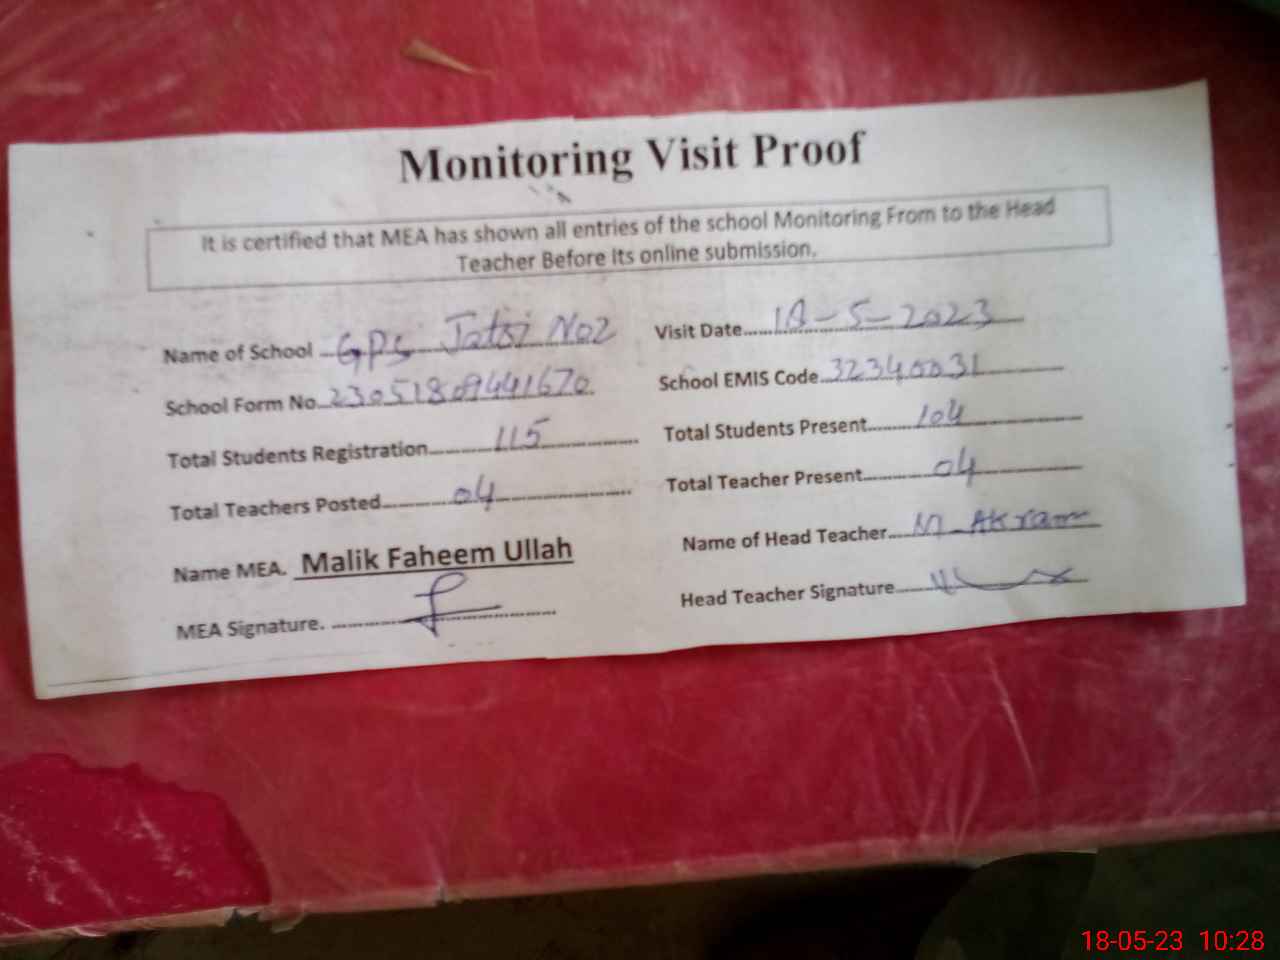 Monitoring Visit Proof
It is certified that MEA has shown all entries of the school Monitoring From to the Head
Teacher Before its online submission.
Name of School GPS Jatoi No2
Visit Date 18-5-2023
School Form No. 23051809441670
School EMIS Code 32340031
Total Students Registration 115
Total Students Present 104
Total Teachers Posted 04
Total Teacher Present 04
Name MEA. Malik Faheem Ullah
Name of Head Teacher M Akram
MEA Signature.
Head Teacher Signature
18-05-23 10:28